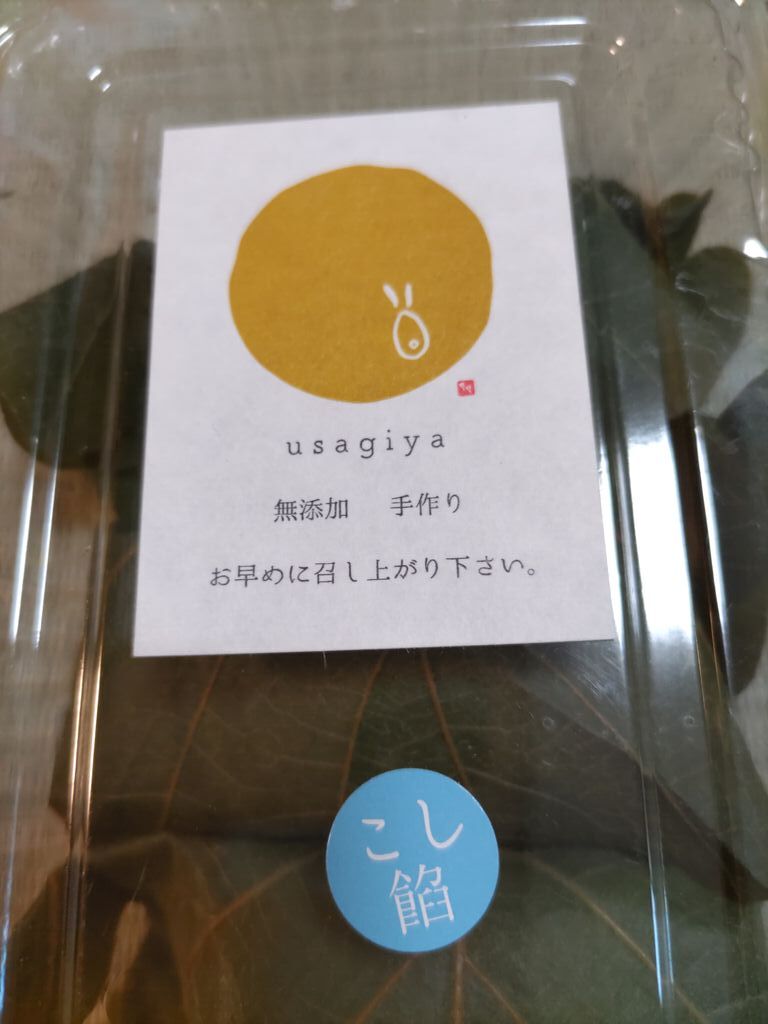 usagiya
無添加　手作り
お早めに召し上がり下さい。
こし
餡